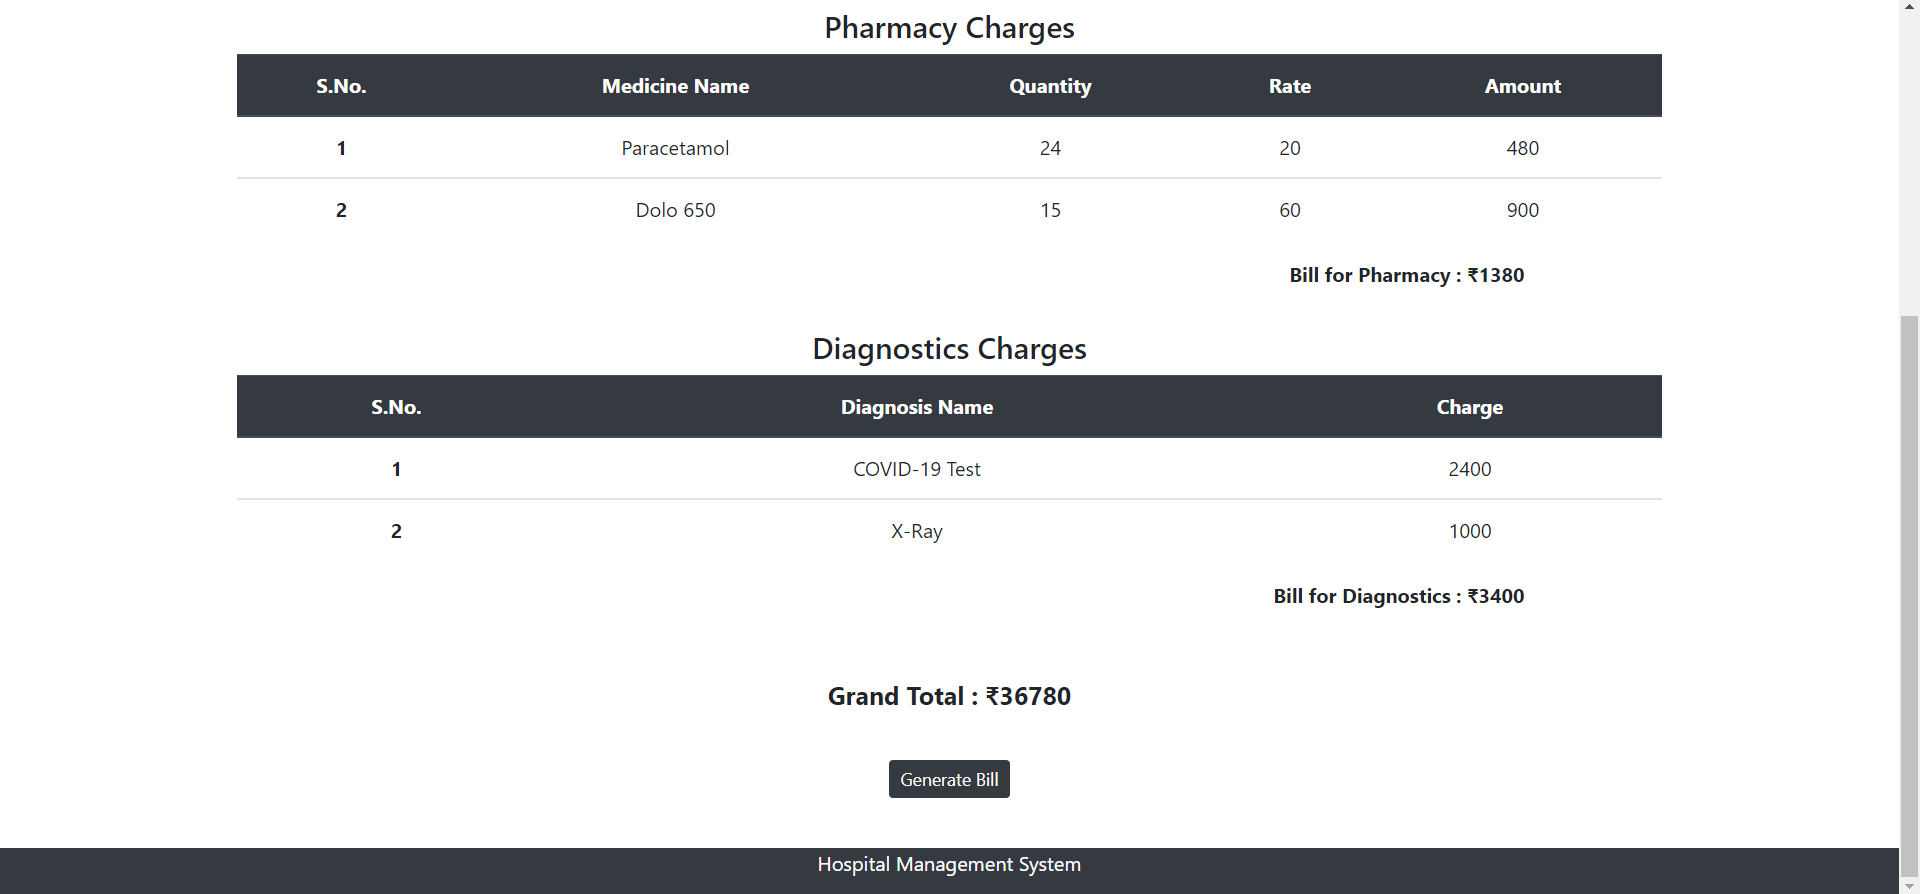 Pharmacy Charges
S.No. Medicine Name Quantity Rate Amount
1 Paracetamol 24 20 480
2 Dolo 650 15 60 900
Bill for Pharmacy : ₹1380
Diagnostics Charges
S.No. Diagnosis Name Charge
1 COVID-19 Test 2400
2 X-Ray 1000
Bill for Diagnostics : ₹3400
Grand Total : ₹36780
Generate Bill
Hospital Management System